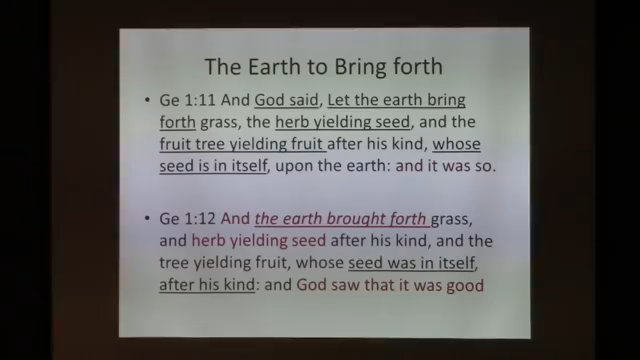 The Earth to Bring forth
• Ge 1:11 And God said, Let the earth bring
forth grass, the herb yielding seed, and the
fruit tree yielding fruit after his kind, whose
seed is in itself, upon the earth: and it was so.
• Ge 1:12 And the earth brought forth grass,
and herb yielding seed after his kind, and the
tree yielding fruit, whose seed was in itself,
after his kind: and God saw that it was good